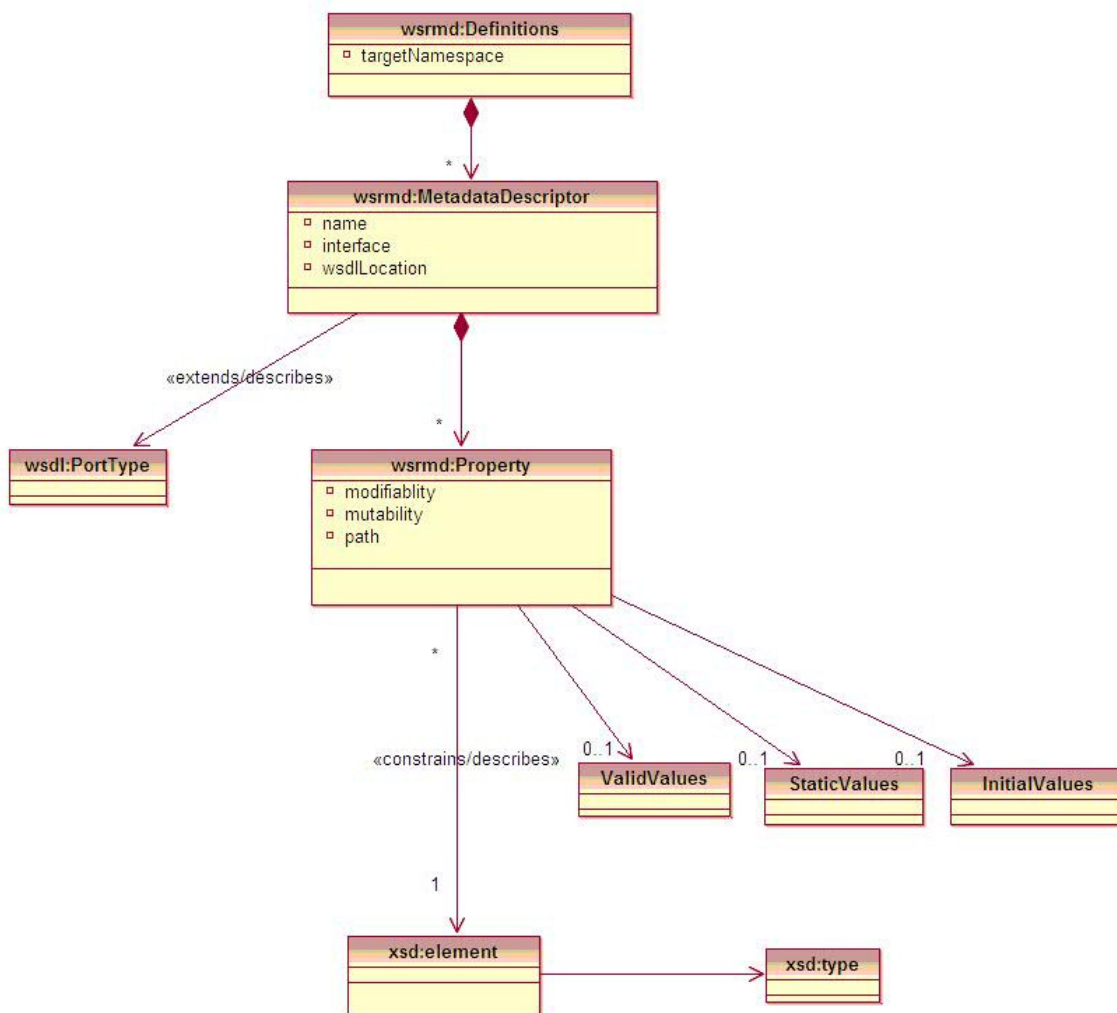 wsrmd:Definitions
targetNamespace
*
wsrmd:MetadataDescriptor
name
interface
wsdlLocation
«extends/describes»
*
wsdl:PortType
wsrmd:Property
modifiablity
mutability
path
*
«constrains/describes»
0..1
0..1
0..1
ValidValues
StaticValues
InitialValues
1
xsd:element
xsd:type